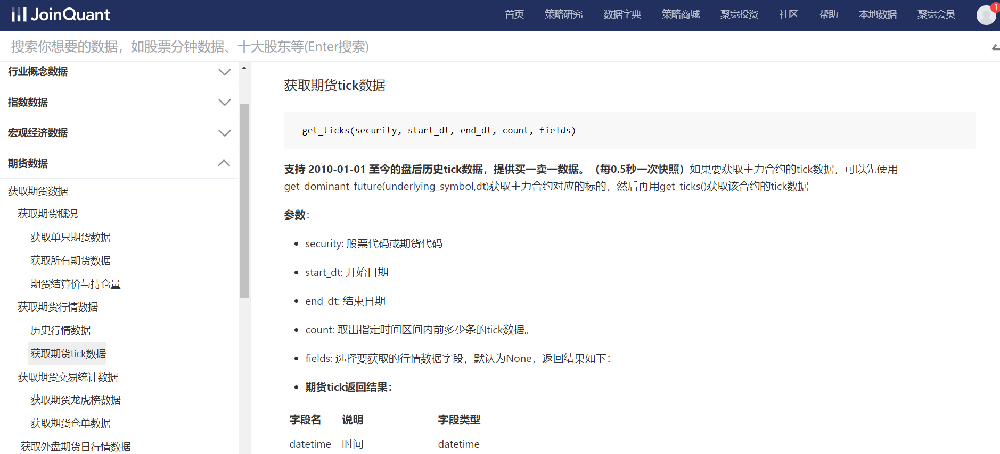 JoinQuant
首页 策略研究 数据字典 策略商城 聚宽投资 社区 帮助 本地数据 聚宽会员 1
搜索你想要的数据，如股票分钟数据、十大股东等(Enter搜索)
行业概念数据
指数数据
宏观经济数据
期货数据
获取期货数据
获取期货概况
获取单只期货数据
获取所有期货数据
期货结算价与持仓量
获取期货行情数据
历史行情数据
获取期货tick数据
获取期货交易统计数据
获取期货龙虎榜数据
获取期货仓单数据
获取外盘期货日行情数据
获取期货tick数据
get_ticks(security, start_dt, end_dt, count, fields)
支持 2010-01-01 至今的盘后历史tick数据，提供买一卖一数据。（每0.5秒一次快照）如果要获取主力合约的tick数据，可以先使用
get_dominant_future(underlying_symbol,dt)获取主力合约对应的标的，然后再用get_ticks()获取该合约的tick数据
参数：
• security: 股票代码或期货代码
• start_dt: 开始日期
• end_dt: 结束日期
• count: 取出指定时间区间内前多少条的tick数据。
• fields: 选择要获取的行情数据字段，默认为None，返回结果如下：
• 期货tick返回结果：
字段名 说明 字段类型
datetime 时间 datetime